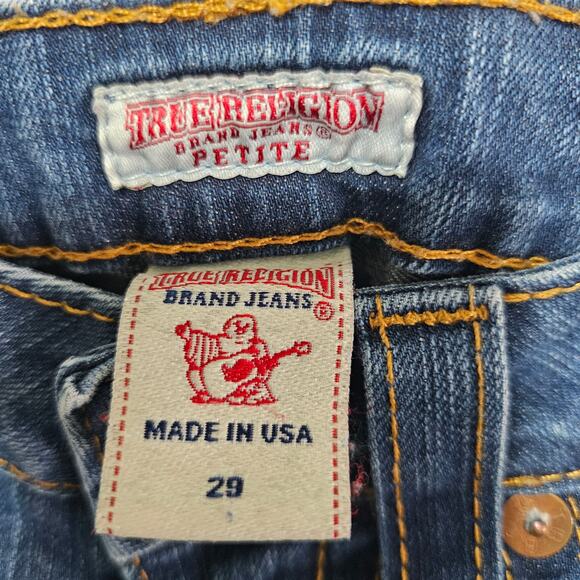 TRUE RELIGION
BRAND JEANS®
PETITE
TRUE RELIGION
BRAND JEANS®
MADE IN USA
29